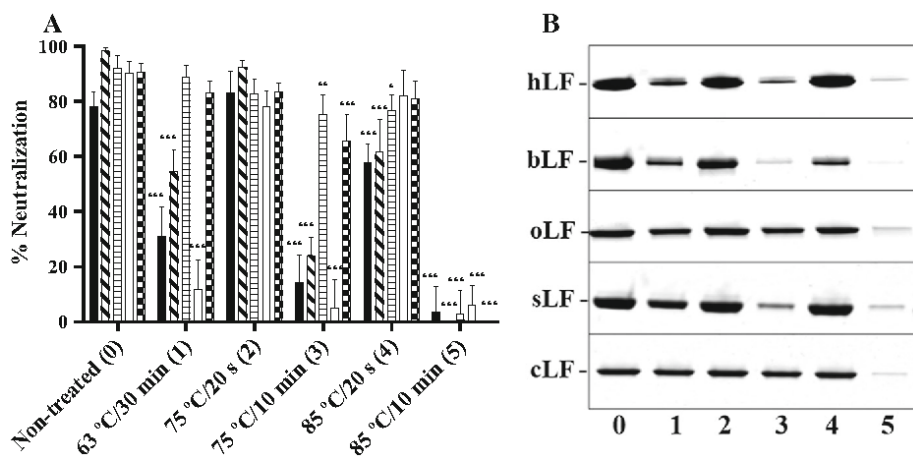 A
% Neutralization
100
80
60
40
20
0
***
***
***
***
***
**
***
***
***
***
*
***
***
***
***
***
Non-treated (0)
63 °C/30 min (1)
75 °C/20 s (2)
75 °C/10 min (3)
85 °C/20 s (4)
85 °C/10 min (5)
B
hLF
bLF
oLF
sLF
cLF
0 1 2 3 4 5